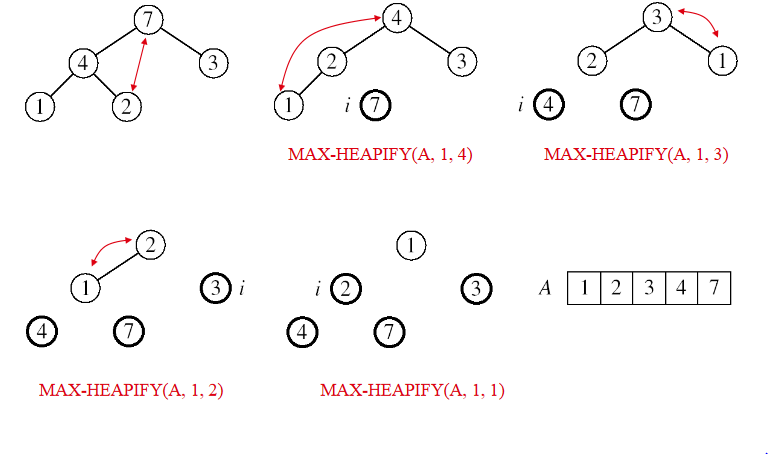 7
4
3
1
2
4
2
3
1
i
7
MAX-HEAPIFY(A, 1, 4)
3
2
1
i
4
7
MAX-HEAPIFY(A, 1, 3)
2
1
3
i
4
7
MAX-HEAPIFY(A, 1, 2)
1
i
2
3
4
7
MAX-HEAPIFY(A, 1, 1)
A 1 2 3 4 7
.